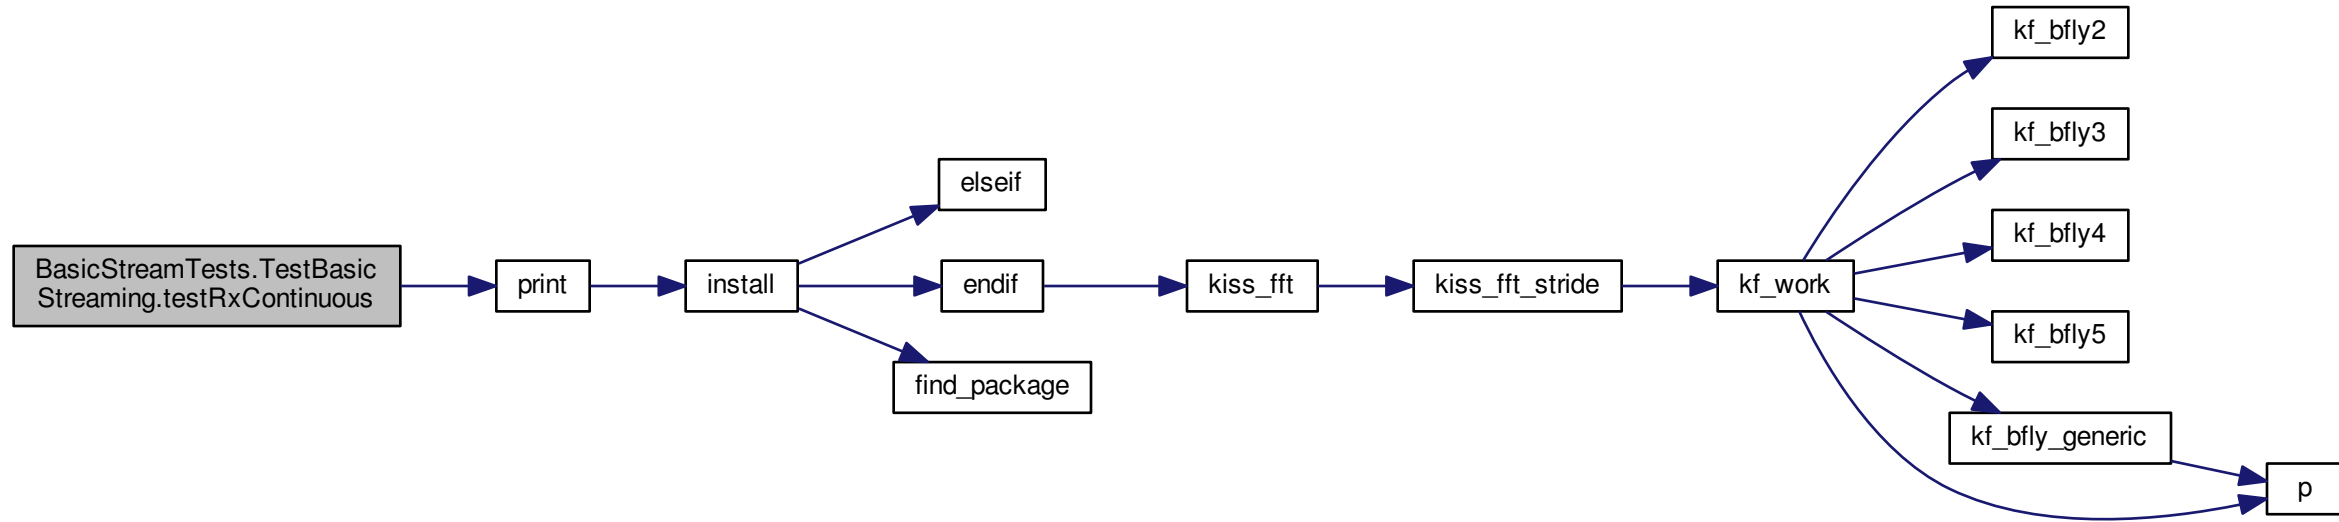 BasicStreamTests.TestBasic
Streaming.testRxContinuous
print
install
elseif
endif
find_package
kiss_fft
kiss_fft_stride
kf_work
kf_bfly2
kf_bfly3
kf_bfly4
kf_bfly5
kf_bfly_generic
p